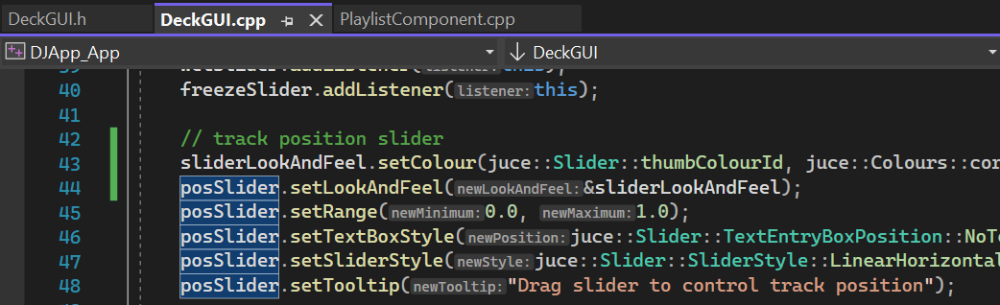 DeckGUI.h
DeckGUI.cpp
PlaylistComponent.cpp
DJApp_App
DeckGUI
40 freezeSlider.addListener(listener:this);
41
42 // track position slider
43 sliderLookAndFeel.setColour(juce::Slider::thumbColourId, juce::Colours::cor
44 posSlider.setLookAndFeel(newLookAndFeel:&sliderLookAndFeel);
45 posSlider.setRange(newMinimum:0.0, newMaximum:1.0);
46 posSlider.setTextBoxStyle(newPosition:juce::Slider::TextEntryBoxPosition::NoTe
47 posSlider.setSliderStyle(newStyle:juce::Slider::SliderStyle::LinearHorizontal
48 posSlider.setTooltip(newTooltip:"Drag slider to control track position");